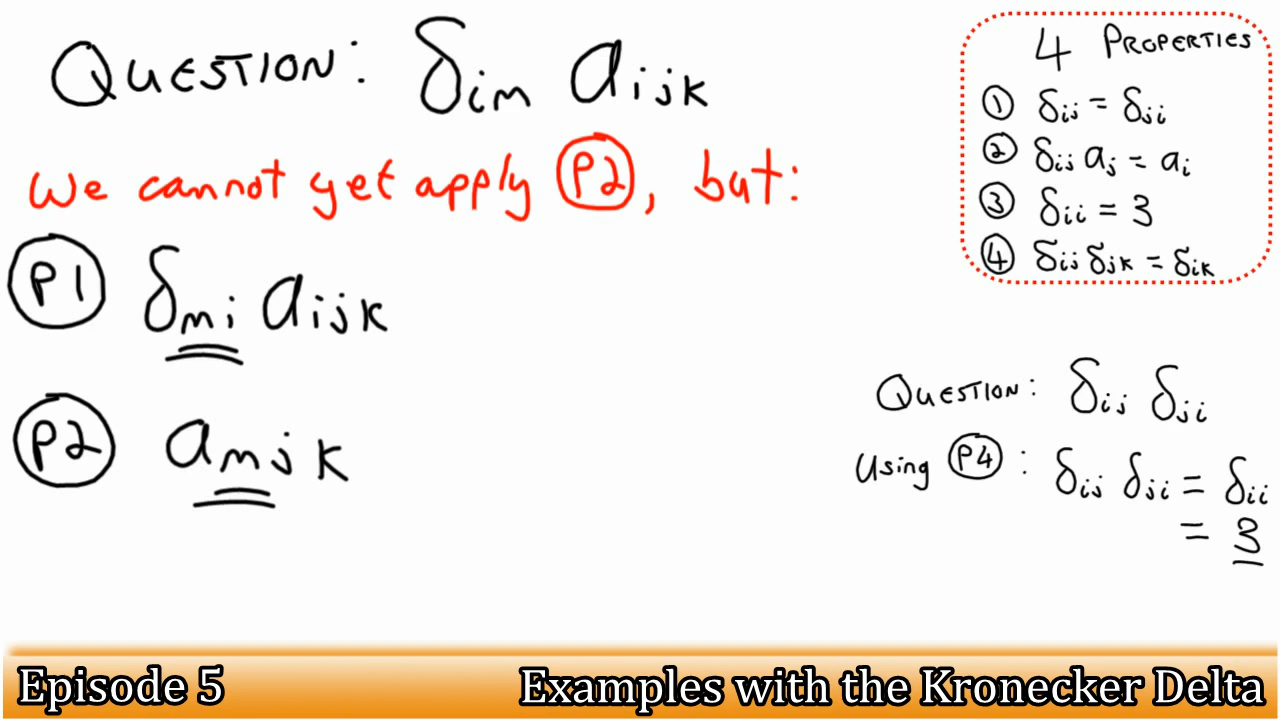 QUESTION: δim aijk
We cannot yet apply P2, but:
P1 δmi aijk
P2 amjk
4 PROPERTIES
1 δij = δji
2 δij aj = ai
3 δii = 3
4 δij δjk = δik
QUESTION: δij δji
Using P4: δij δji = δii
= 3
Episode 5
Examples with the Kronecker Delta